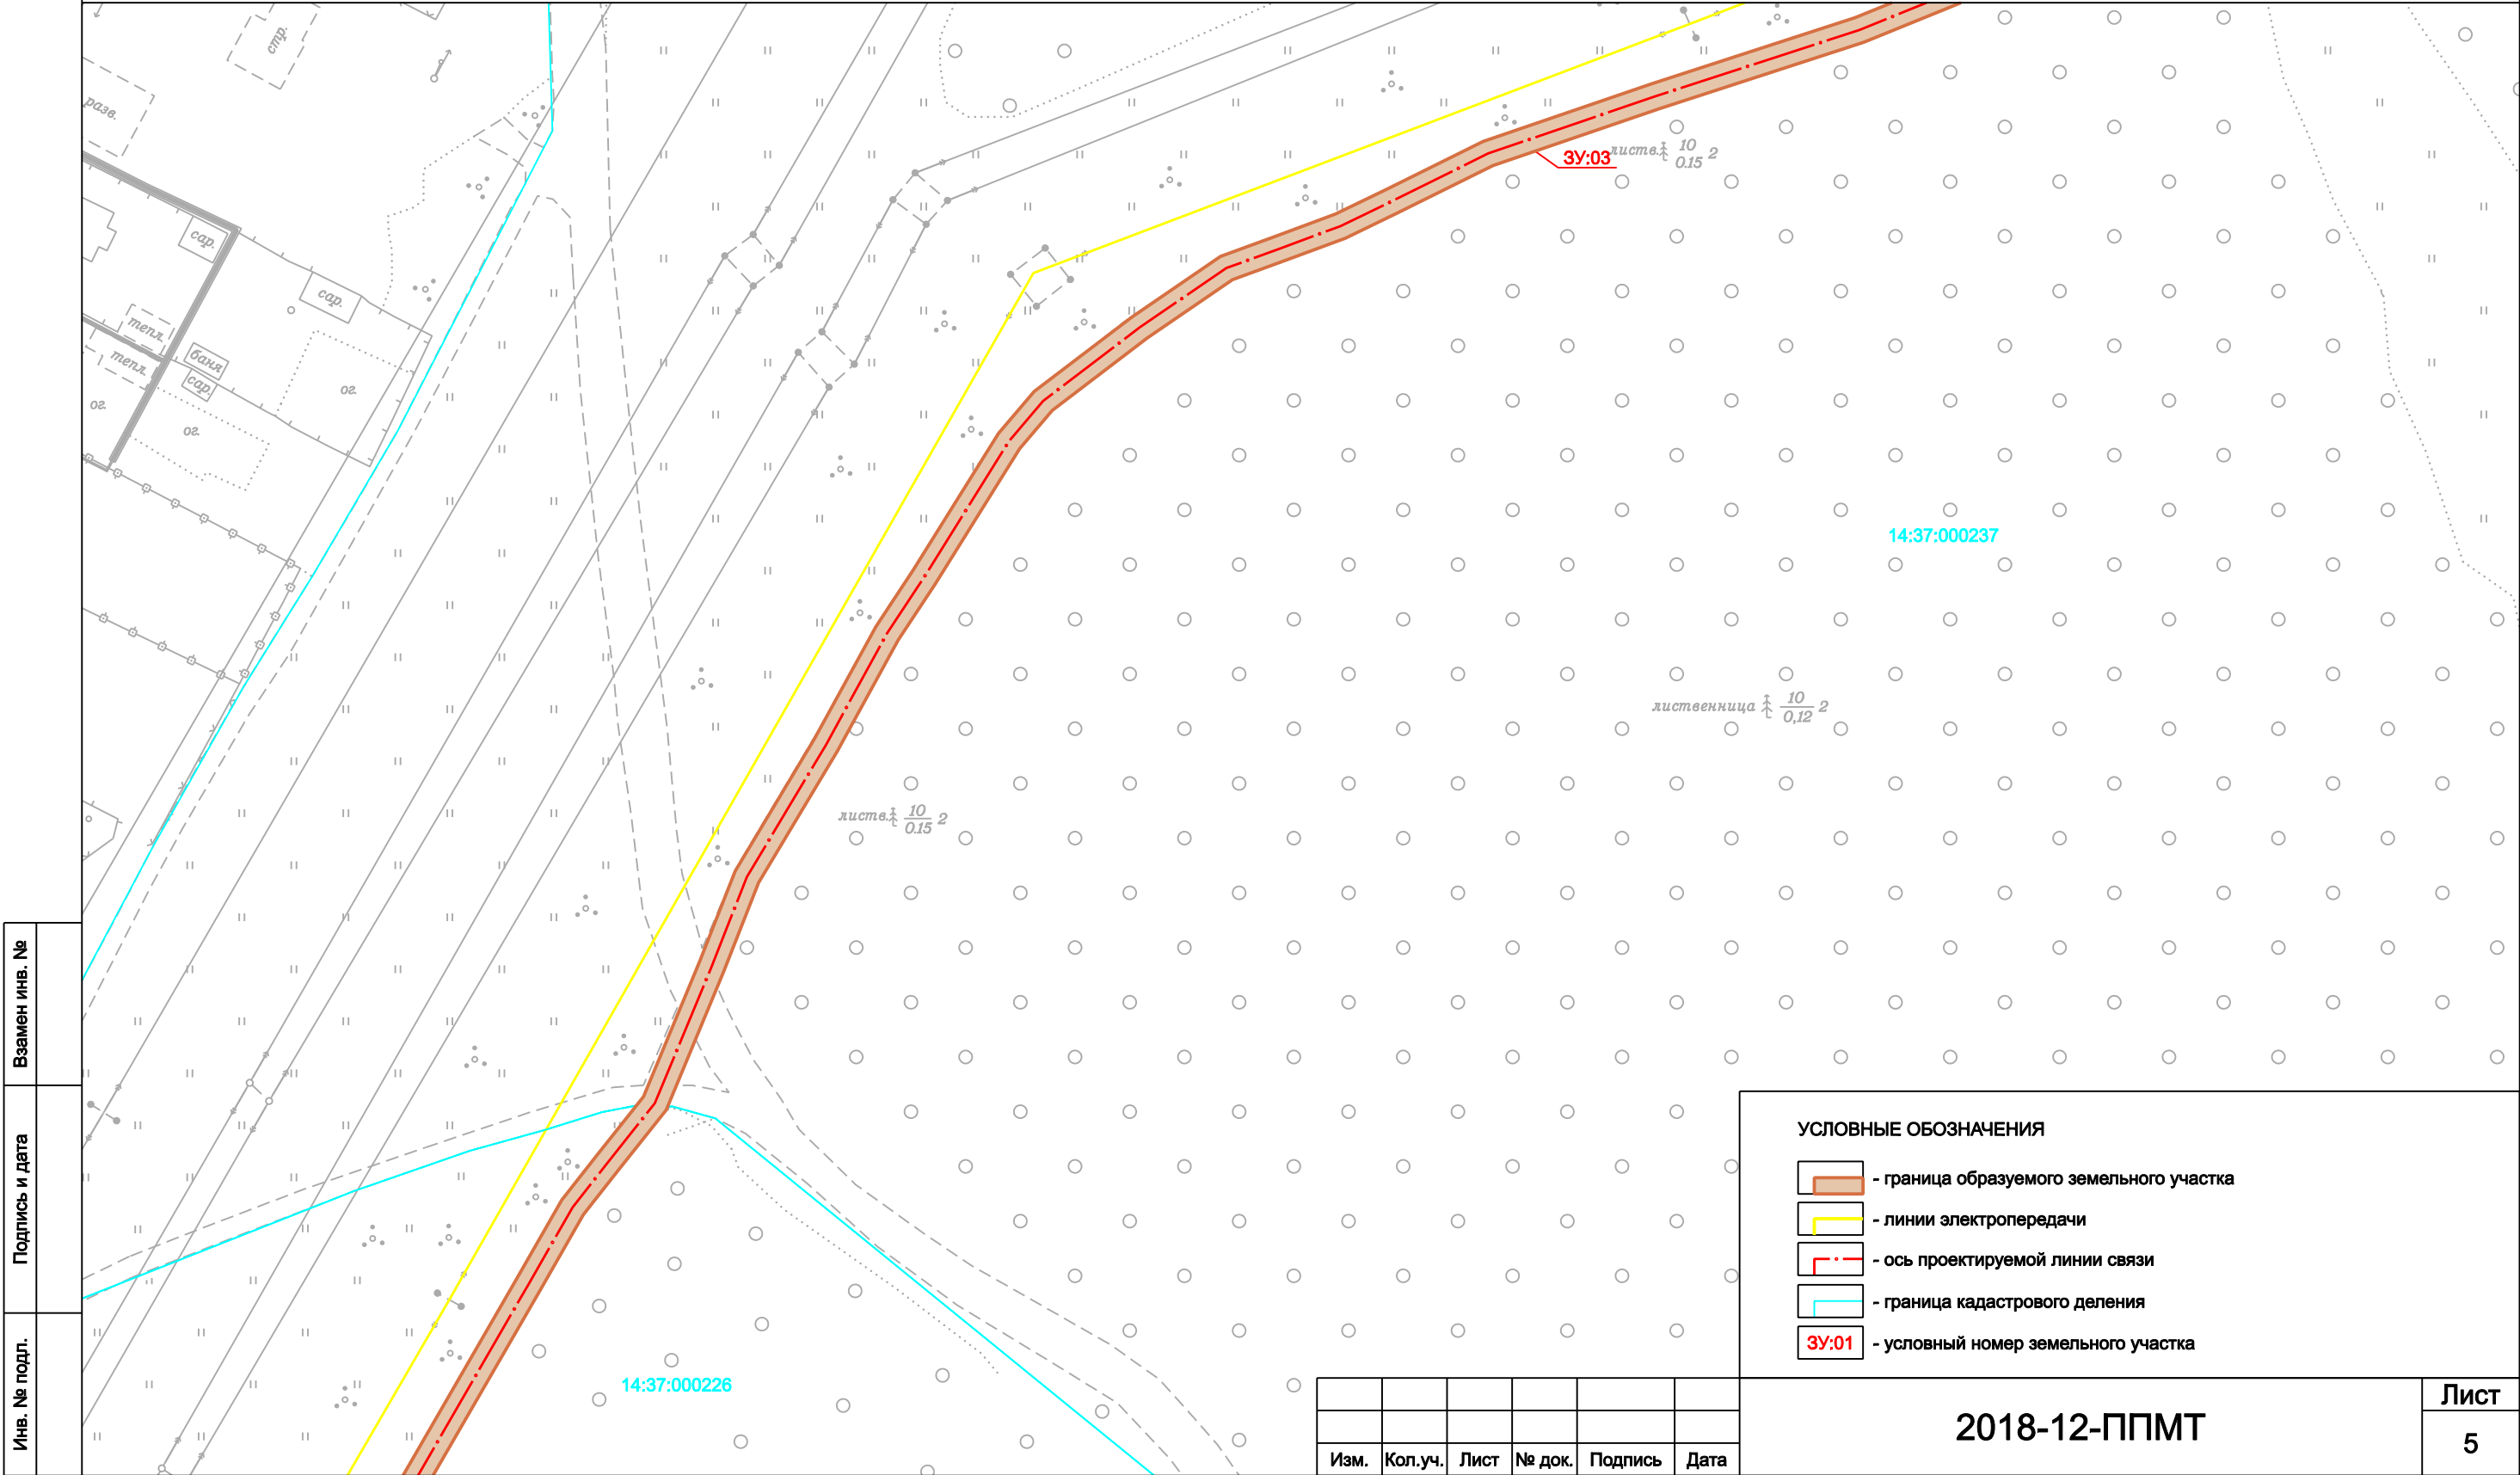 стр.
разв.
сар.
сар.
тепл.
тепл.
баня
сар.
ог.
ог.
ог.
ЗУ:03
листв. 10
0.15 2
14:37:000237
лиственница 10
0,12 2
листв. 10
0.15 2
14:37:000226
Взамен инв. №
Подпись и дата
Инв. № подл.
УСЛОВНЫЕ ОБОЗНАЧЕНИЯ
- граница образуемого земельного участка
- линии электропередачи
- ось проектируемой линии связи
- граница кадастрового деления
ЗУ:01 - условный номер земельного участка
Изм. Кол.уч. Лист № док. Подпись Дата
2018-12-ППМТ
Лист
5